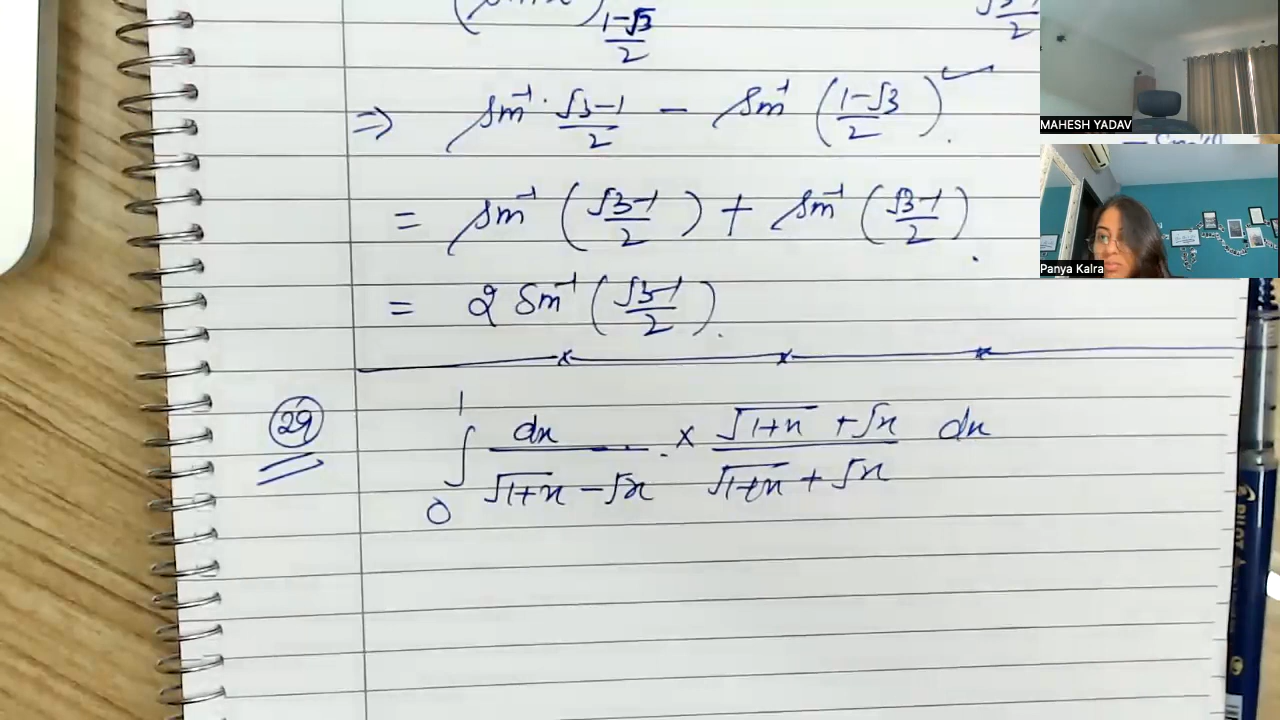 1-√3
2
⇒ Sin⁻¹ √3-1/2 - Sin⁻¹ (1-√3/2)
MAHESH YADAV
= Sin⁻¹ (√3-1/2) + Sin⁻¹ (√3-1/2).
Panya Kalra
= 2 Sin⁻¹ (√3-1/2).
29 ∫₀¹ dx/√1+x - √x × √1+x + √x/√1+x + √x dx
PILOT